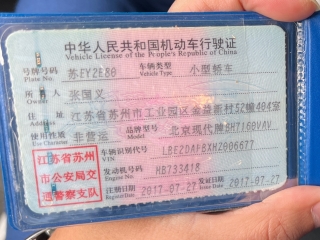 中华人民共和国机动车行驶证
Vehicle License of the People's Republic of China
号牌号码 苏EY2E80 车辆类型 小型轿车
Plate No. Vehicle Type
所有人 张国义
Owner
住址 江苏省苏州市工业园区金益新村52幢404室
Address
使用性质 非营运 品牌型号 北京现代牌BH7160VAV
Use Character Model
江苏省苏州
市公安局交
通警察支队
车辆识别代号
VIN
发动机号码 HB733418
Engine No.
注册日期 2017-07-27 发证日期 2017-07-27
Register Date Issue Date